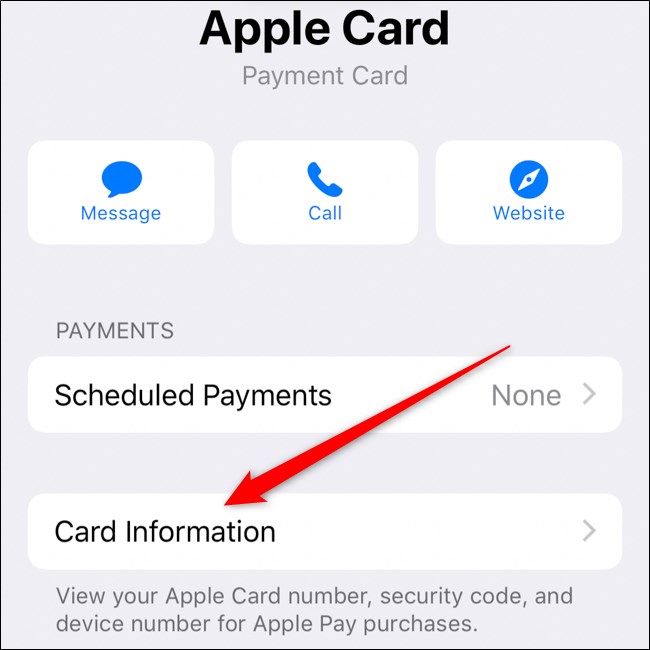 Apple Card
Payment Card
Message
Call
Website
PAYMENTS
Scheduled Payments None
Card Information
View your Apple Card number, security code, and
device number for Apple Pay purchases.